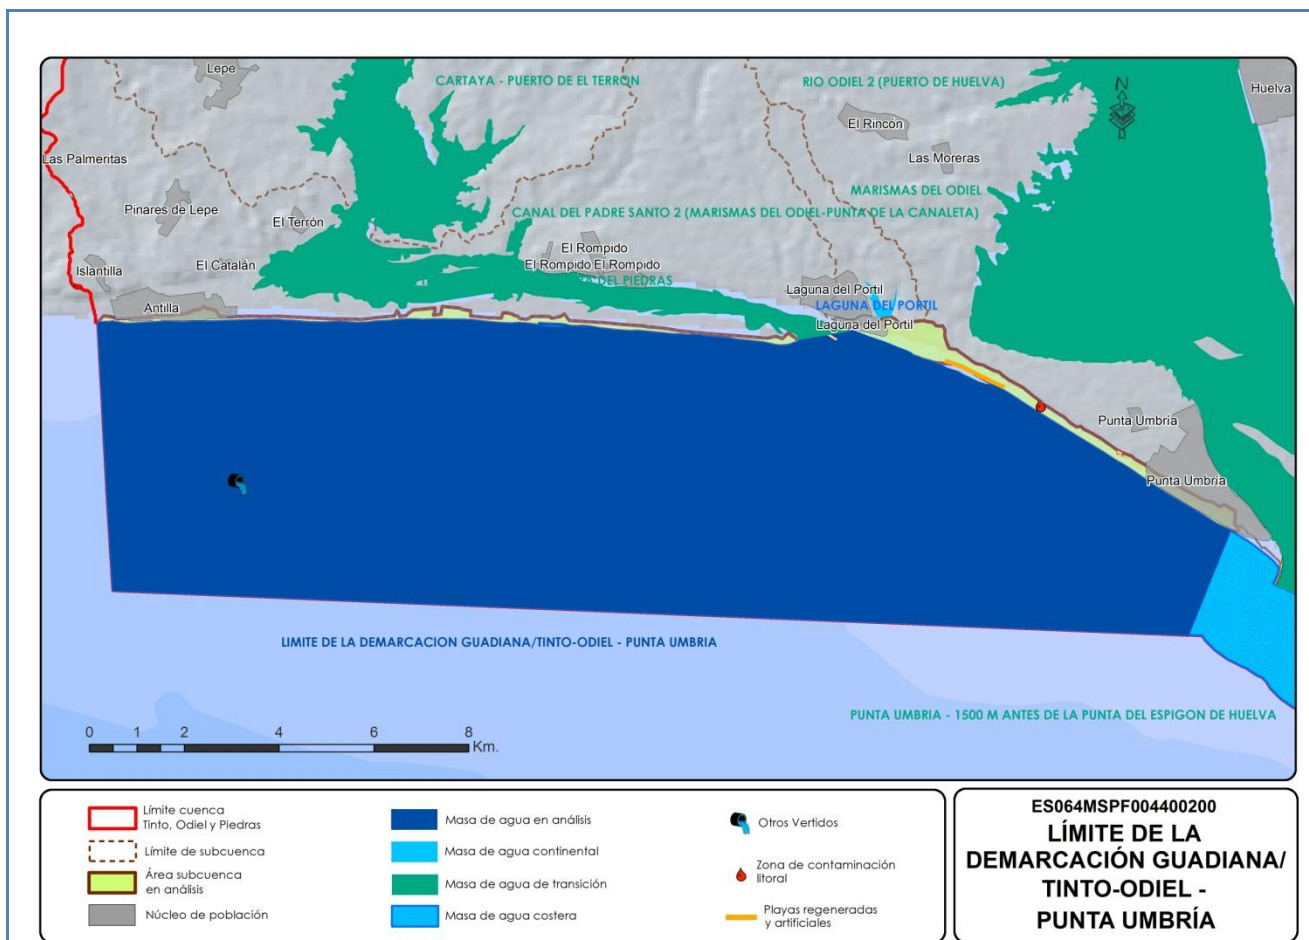 Lepe
CARTAYA - PUERTO DE EL TERRON
RIO ODIEL 2 (PUERTO DE HUELVA)
N
Huelva
El Rincón
Las Palmeritas
Las Moreras
MARISMAS DEL ODIEL
Pinares de Lepe
El Terrón
CANAL DEL PADRE SANTO 2 (MARISMAS DEL ODIEL-PUNTA DE LA CANALETA)
El Rompido
El Catalán
El Rompido El Rompido
Islantilla
DEL PIEDRAS
Laguna del Portil
Antilla
LAGUNA DEL PORTIL
Laguna del Portil
Punta Umbría
Punta Umbría
LIMITE DE LA DEMARCACION GUADIANA/TINTO-ODIEL - PUNTA UMBRIA
PUNTA UMBRIA - 1500 M ANTES DE LA PUNTA DEL ESPIGON DE HUELVA
0 1 2 4 6 8
Km.
Límite cuenca
Tinto, Odiel y Piedras
Límite de subcuenca
Área subcuenca
en análisis
Núcleo de población
Masa de agua en análisis
Masa de agua continental
Masa de agua de transición
Masa de agua costera
Otros Vertidos
Zona de contaminación
litoral
Playas regeneradas
y artificiales
ES064MSPF004400200
LÍMITE DE LA
DEMARCACIÓN GUADIANA/
TINTO-ODIEL -
PUNTA UMBRÍA